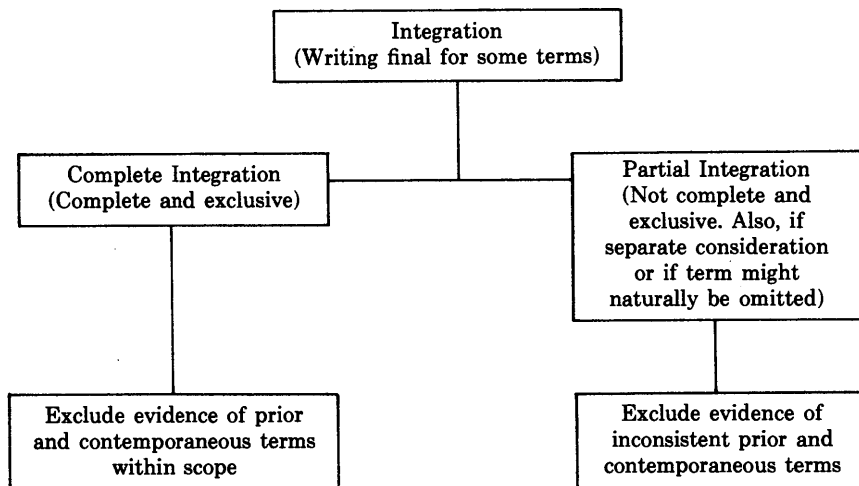 Integration
(Writing final for some terms)
Complete Integration
(Complete and exclusive)
Partial Integration
(Not complete and
exclusive. Also, if
separate consideration
or if term might
naturally be omitted)
Exclude evidence of prior
and contemporaneous terms
within scope
Exclude evidence of
inconsistent prior and
contemporaneous terms